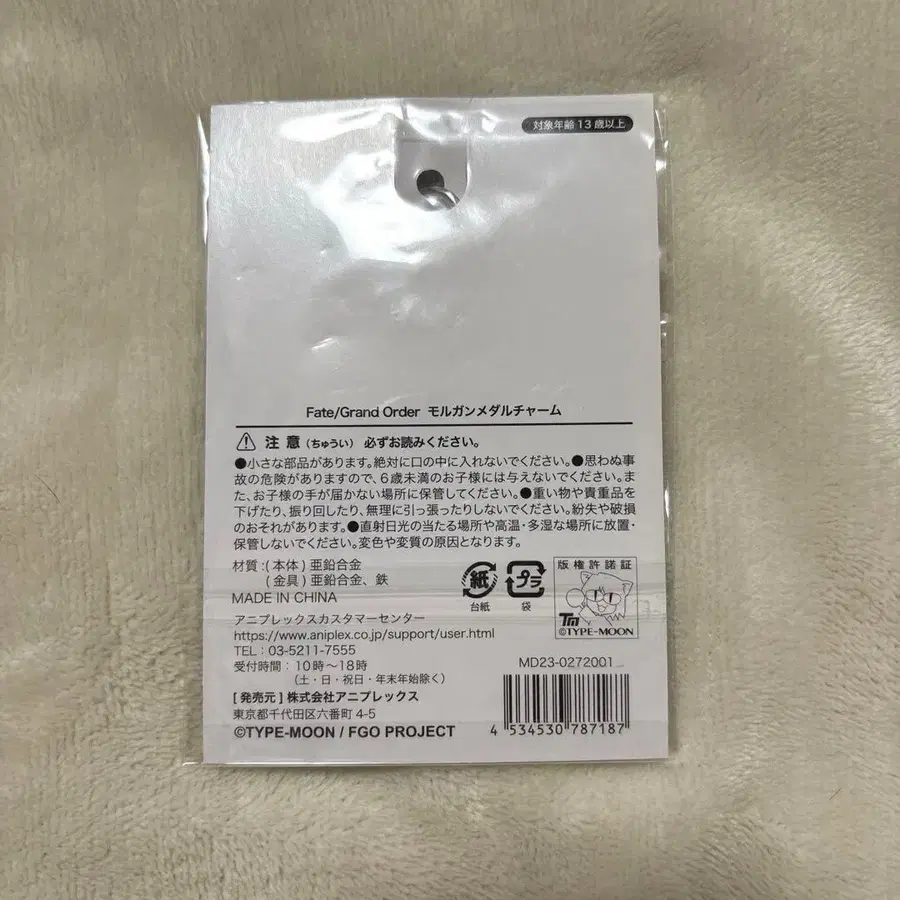 対象年齢13歳以上
Fate/Grand Order モルガンメダルチャーム
注意(ちゅうい) 必ずお読みください。
●小さな部品があります。絶対に口の中に入れないでください。●思わぬ事
故の危険がありますので、6歳未満のお子様には与えないでください。ま
た、お子様の手が届かない場所に保管してください。●重い物や貴重品を
下げたり、振り回したり、無理に引っ張ったりしないでください。紛失や破損
のおそれがあります。●直射日光の当たる場所や高温・多湿な場所に放置・
保管しないでください。変色や変質の原因となります。
材質:(本体)亜鉛合金
(金具)亜鉛合金、鉄
MADE IN CHINA
紙
台紙
プラ
袋
版権許諾証
TM
©TYPE-MOON
アニプレックスカスタマーセンター
https://www.aniplex.co.jp/support/user.html
TEL:03-5211-7555
受付時間:10時〜18時
(土・日・祝日・年末年始除く)
[発売元]株式会社アニプレックス
東京都千代田区六番町4-5
©TYPE-MOON / FGO PROJECT
MD23-0272001
4 534530 787187